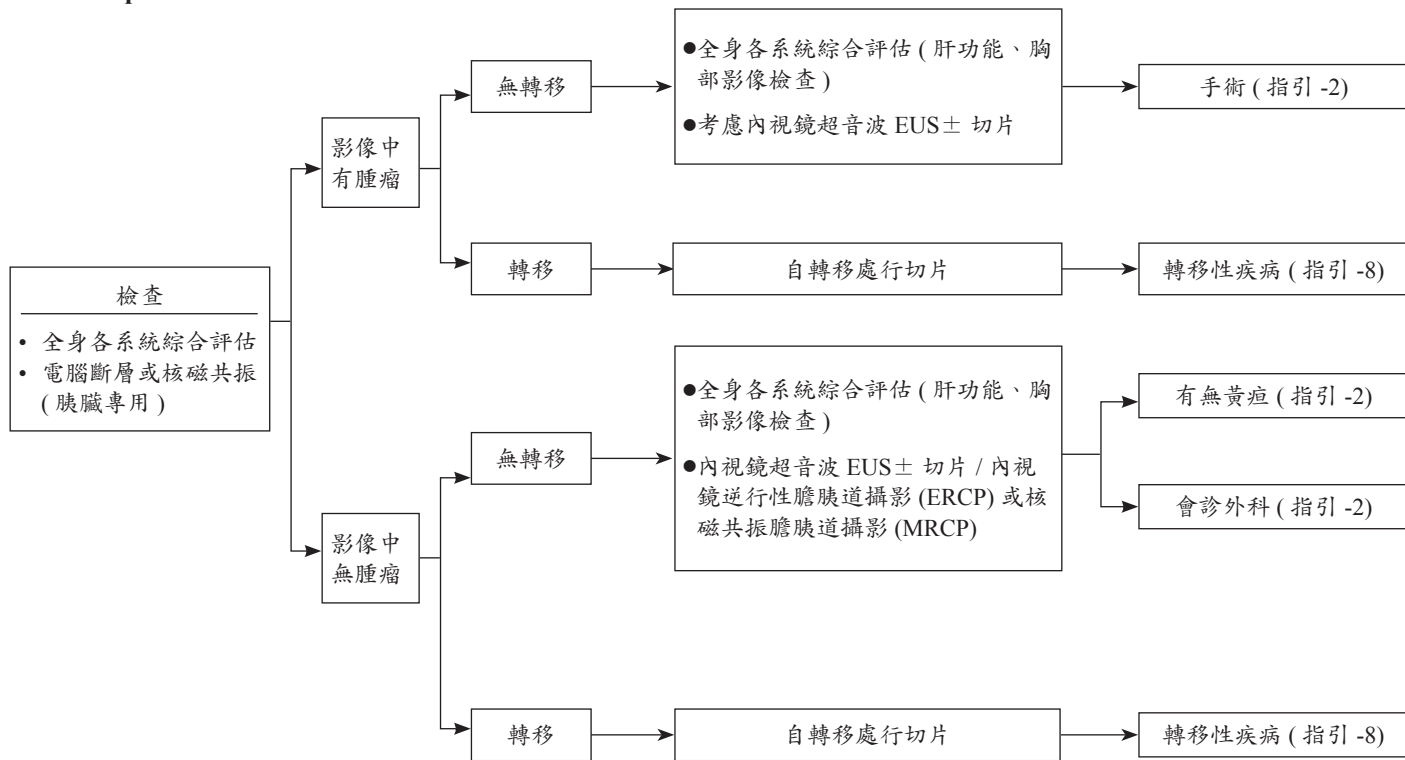 檢查
• 全身各系統綜合評估
• 電腦斷層或核磁共振
( 胰臟專用 )
影像中
有腫瘤
無轉移
●全身各系統綜合評估 ( 肝功能、胸
部影像檢查 )
●考慮內視鏡超音波 EUS± 切片
手術 ( 指引 -2)
轉移
自轉移處行切片
轉移性疾病 ( 指引 -8)
影像中
無腫瘤
無轉移
●全身各系統綜合評估 ( 肝功能、胸
部影像檢查 )
●內視鏡超音波 EUS± 切片 / 內視
鏡逆行性膽胰道攝影 (ERCP) 或核
磁共振膽胰道攝影 (MRCP)
有無黃疸 ( 指引 -2)
會診外科 ( 指引 -2)
轉移
自轉移處行切片
轉移性疾病 ( 指引 -8)